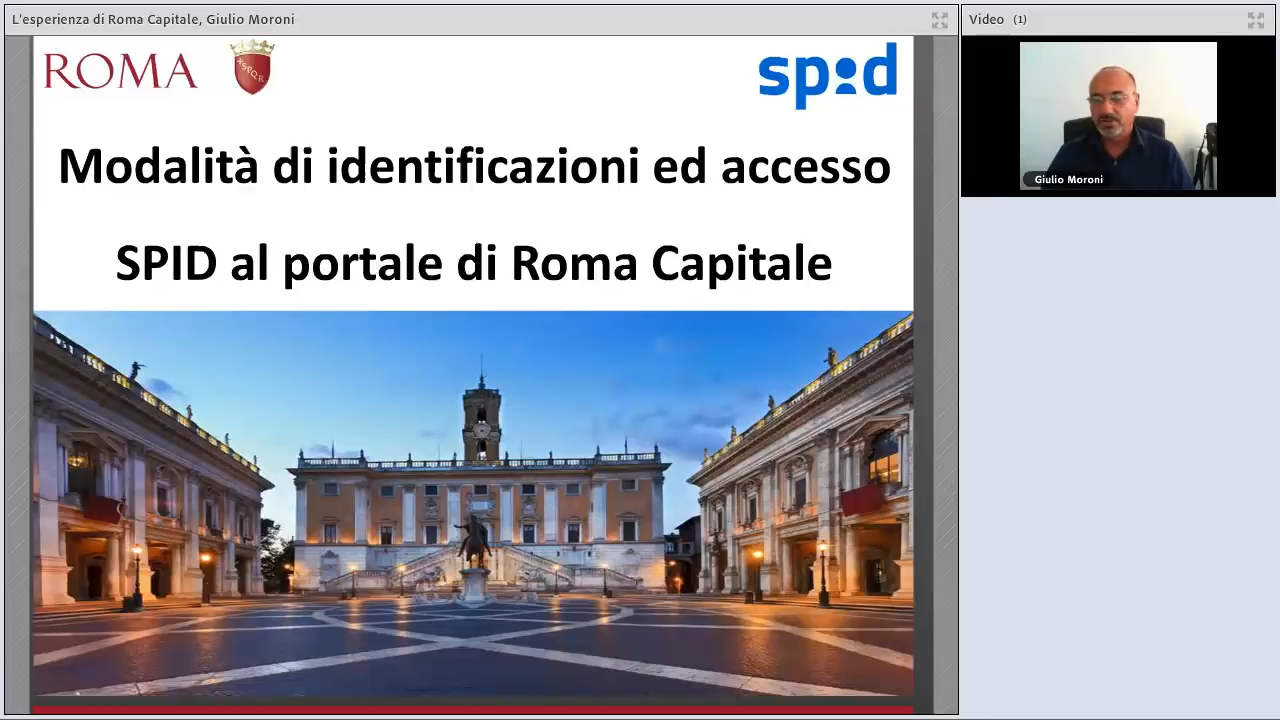 L'esperienza di Roma Capitale, Giulio Moroni
Video (1)
ROMA
SPQR
spid
Modalità di identificazioni ed accesso
SPID al portale di Roma Capitale
Giulio Moroni